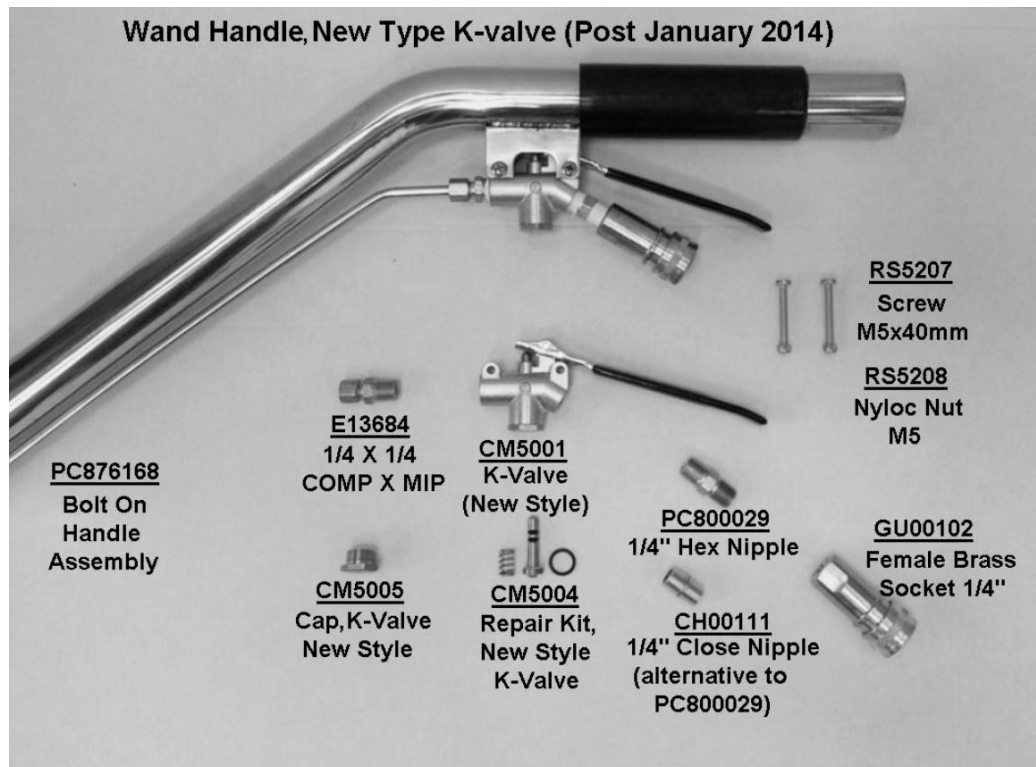 Wand Handle, New Type K-valve (Post January 2014)
RS5207
Screw
M5x40mm
RS5208
Nyloc Nut
M5
E13684
1/4 X 1/4
COMP X MIP
CM5001
K-Valve
(New Style)
PC876168
Bolt On
Handle
Assembly
PC800029
1/4" Hex Nipple
GU00102
Female Brass
Socket 1/4"
CM5005
Cap,K-Valve
New Style
CM5004
Repair Kit,
New Style
K-Valve
CH00111
1/4" Close Nipple
(alternative to
PC800029)